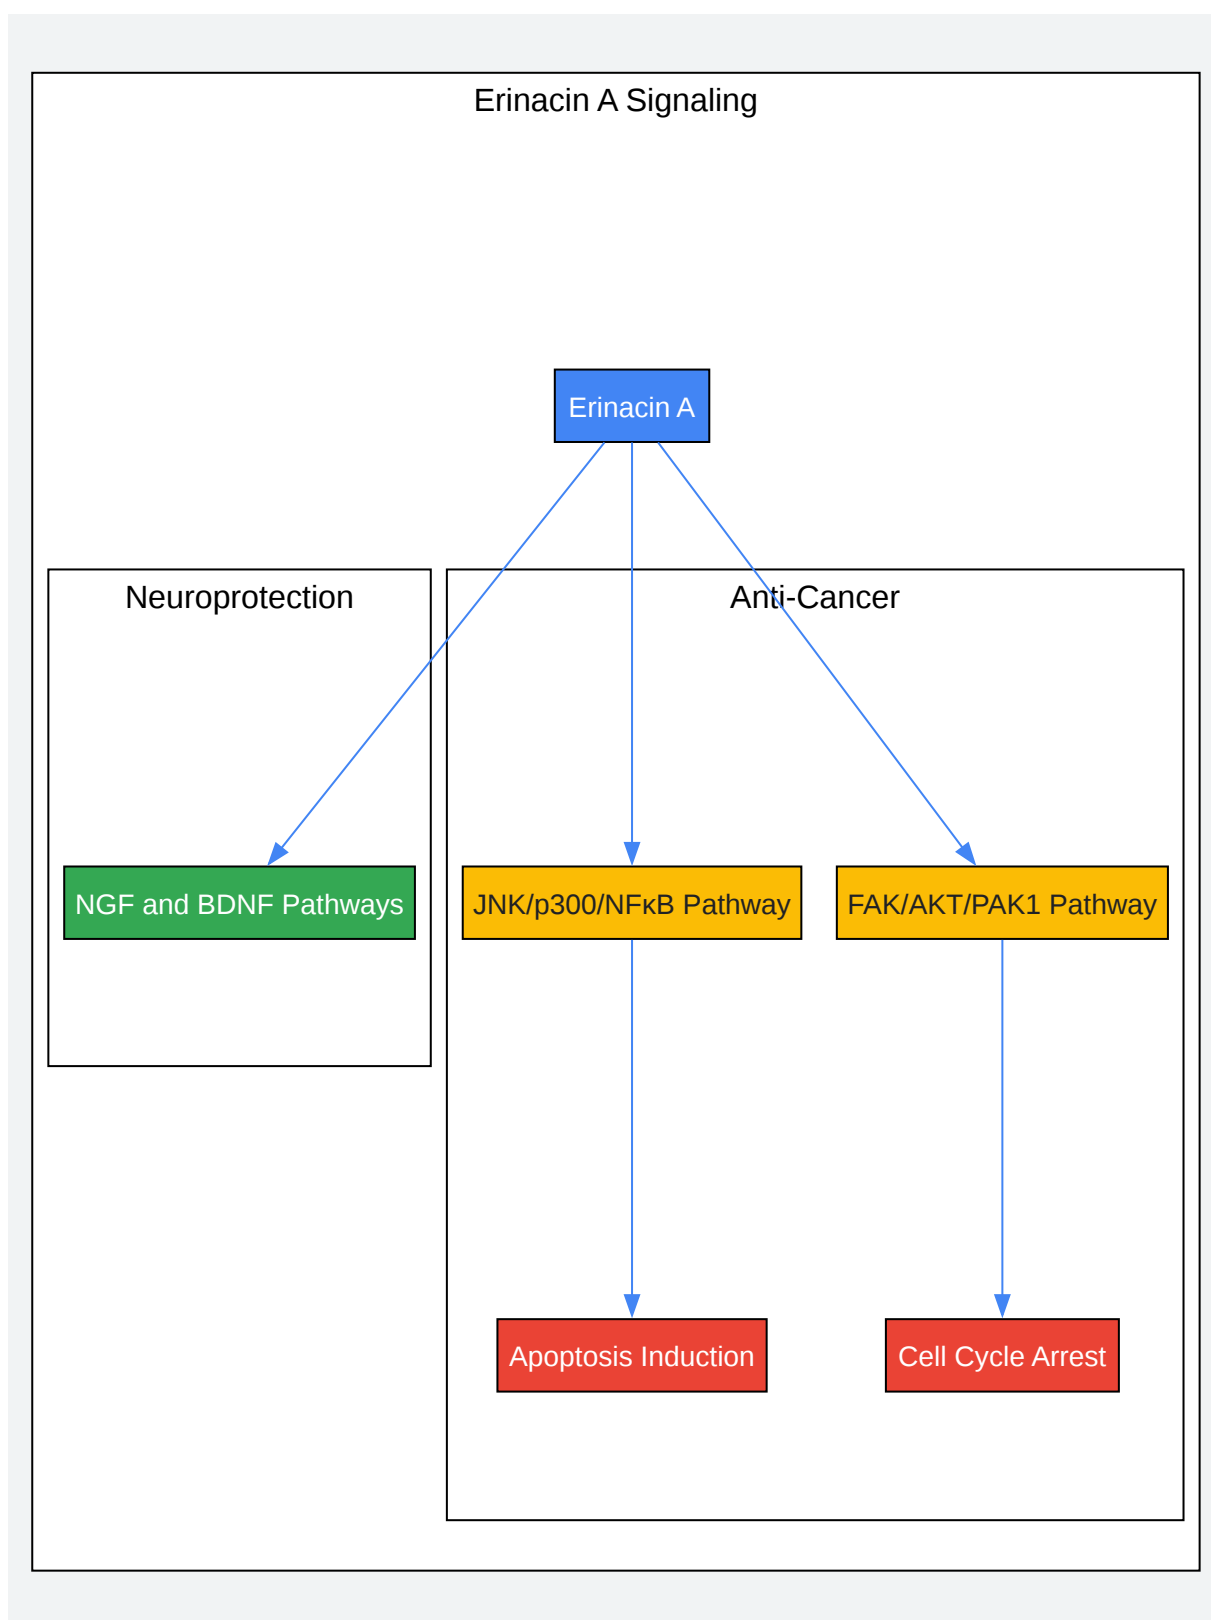 Erinacin A Signaling
Erinacin A
Neuroprotection
Anti-Cancer
NGF and BDNF Pathways
JNK/p300/NFκB Pathway
FAK/AKT/PAK1 Pathway
Apoptosis Induction
Cell Cycle Arrest